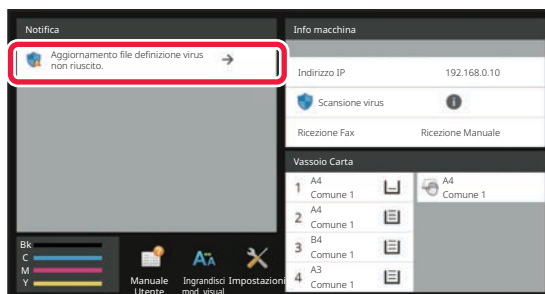 Notifica
Aggiornamento file definizione virus
non riuscito.
Info macchina
Indirizzo IP 192.168.0.10
Scansione virus
Ricezione Fax Ricezione Manuale
Vassoio Carta
1 A4
Comune 1
2 A4
Comune 1
3 B4
Comune 1
4 A3
Comune 1
A4
Comune 1
Bk
C
M
Y
Manuale
Utente
Ingrandisci
mod. visual
Impostazioni